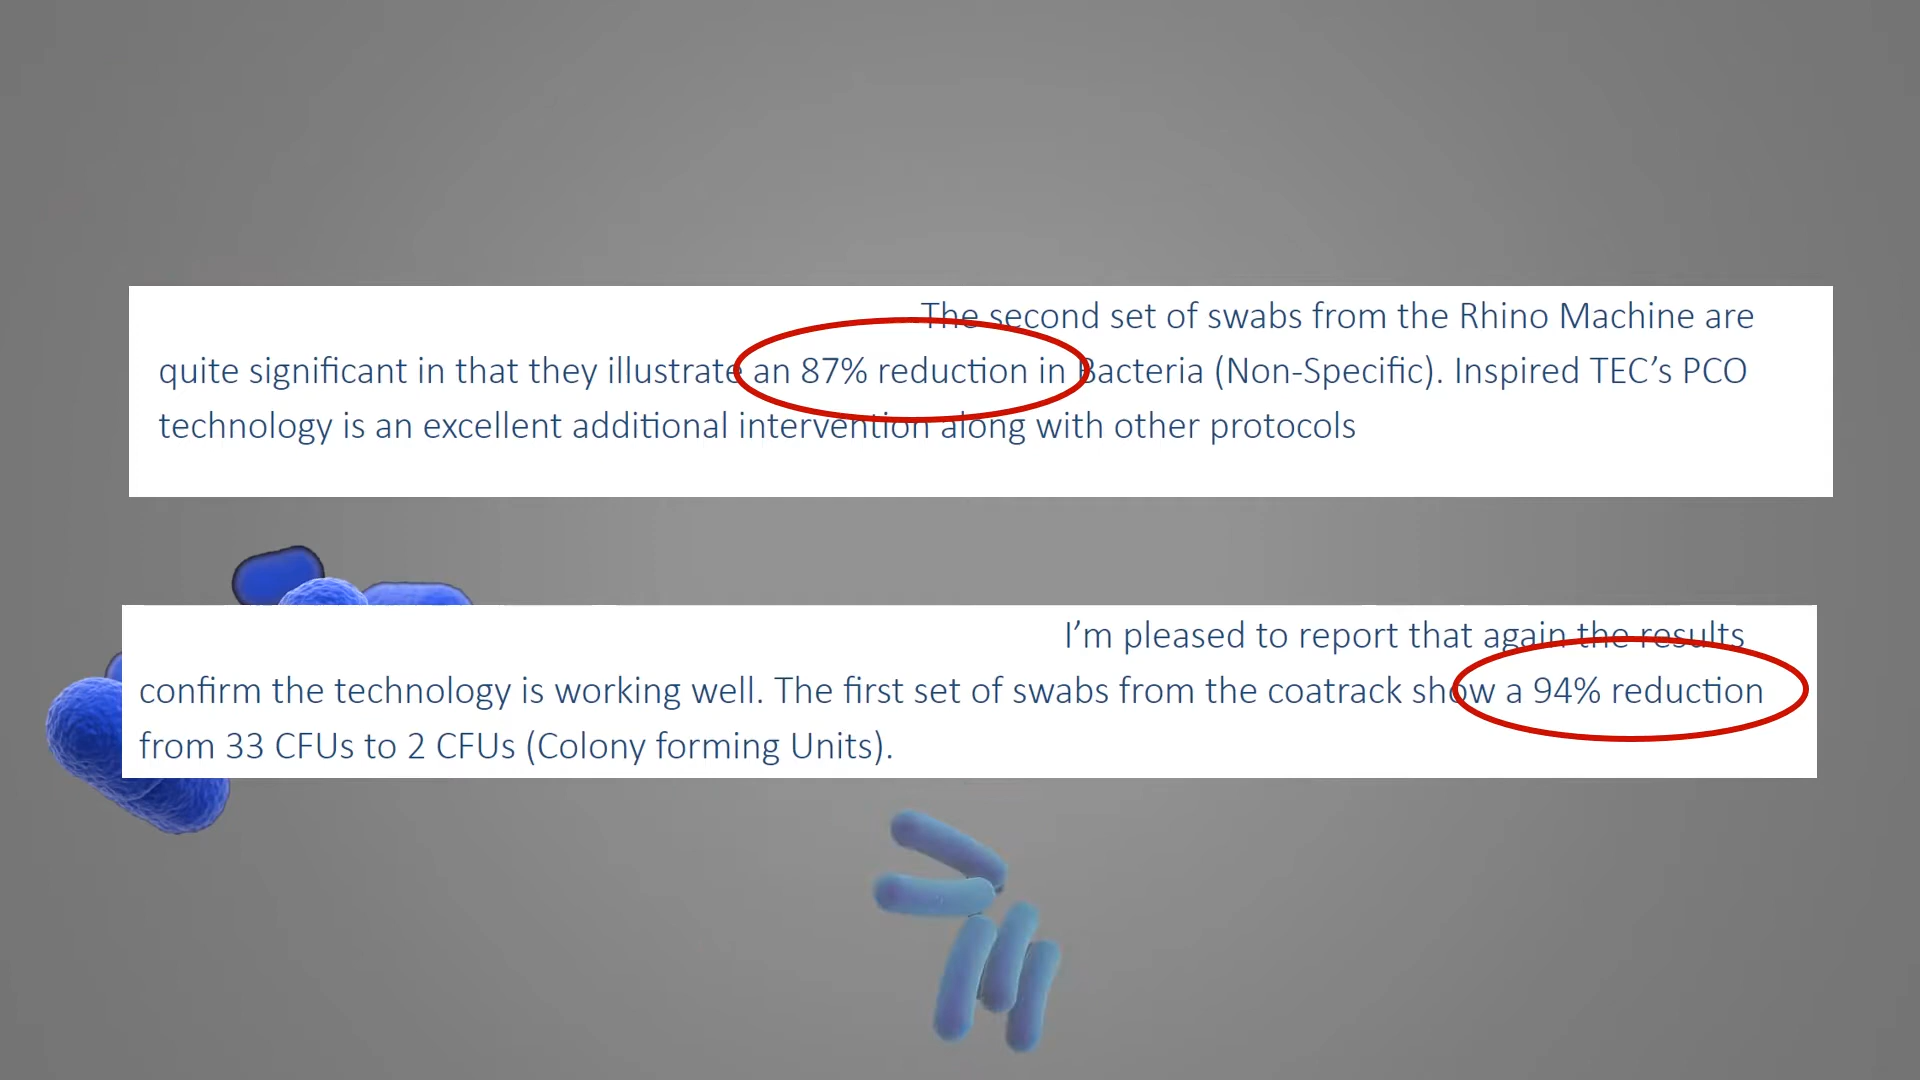 The second set of swabs from the Rhino Machine are
quite significant in that they illustrate an 87% reduction in Bacteria (Non-Specific). Inspired TEC’s PCO
technology is an excellent additional intervention along with other protocols
I’m pleased to report that again the results
confirm the technology is working well. The first set of swabs from the coatrack show a 94% reduction
from 33 CFUs to 2 CFUs (Colony forming Units).